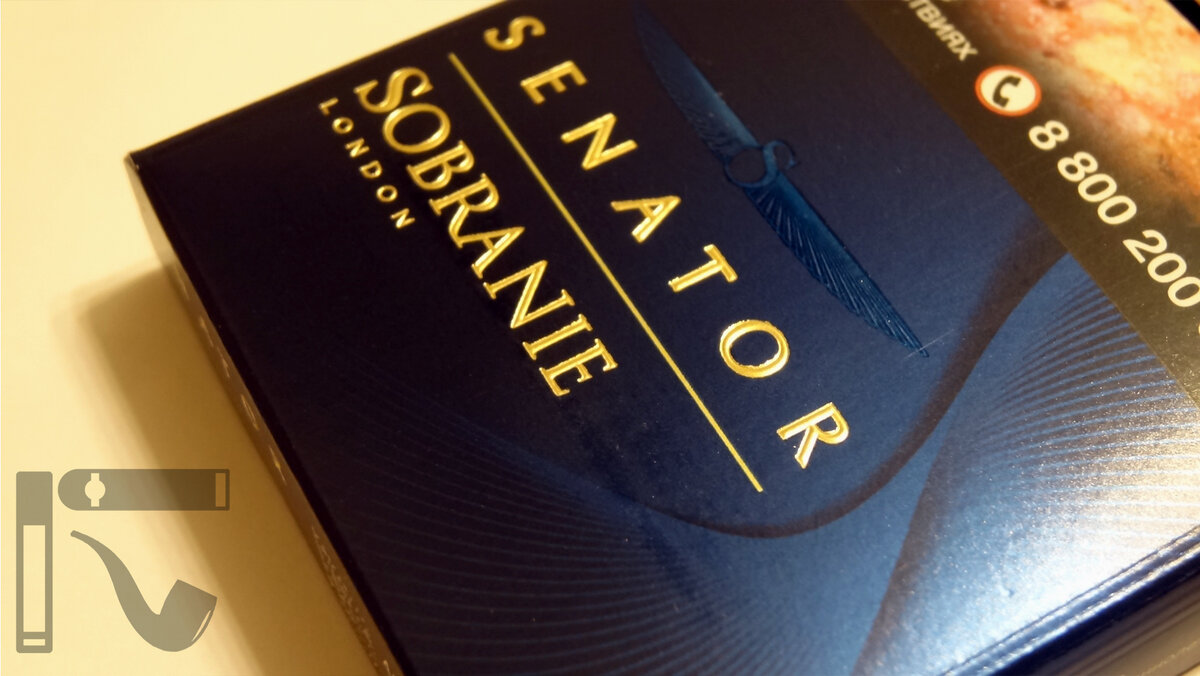 SENATOR
SOBRANIE
LONDON
8 800 200